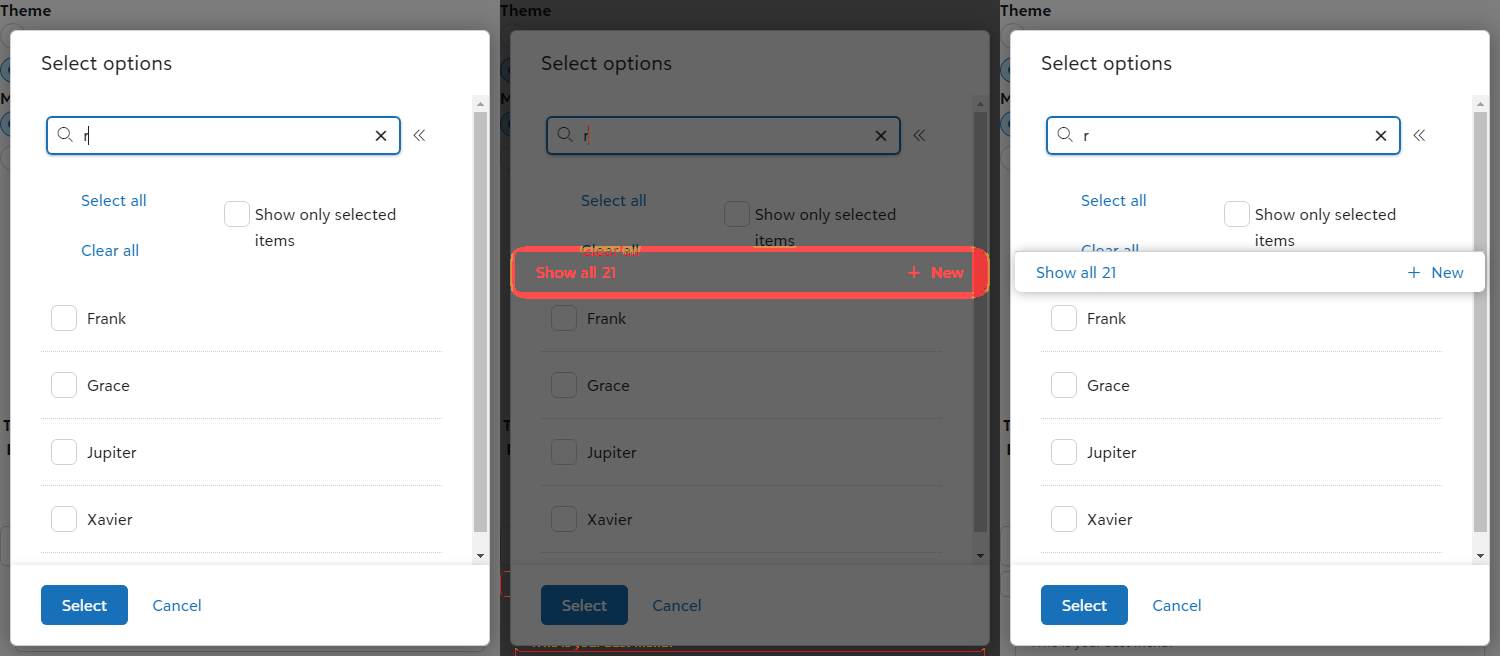 Theme
Select options
r
Select all
Show only selected
items
Clear all
Frank
Grace
Jupiter
Xavier
Select
Cancel
Theme
Select options
r
Select all
Show only selected
items
Clear all
Show all 21
+ New
Frank
Grace
Jupiter
Xavier
Select
Cancel
Theme
Select options
r
Select all
Show only selected
items
Clear all
Show all 21
+ New
Frank
Grace
Jupiter
Xavier
Select
Cancel